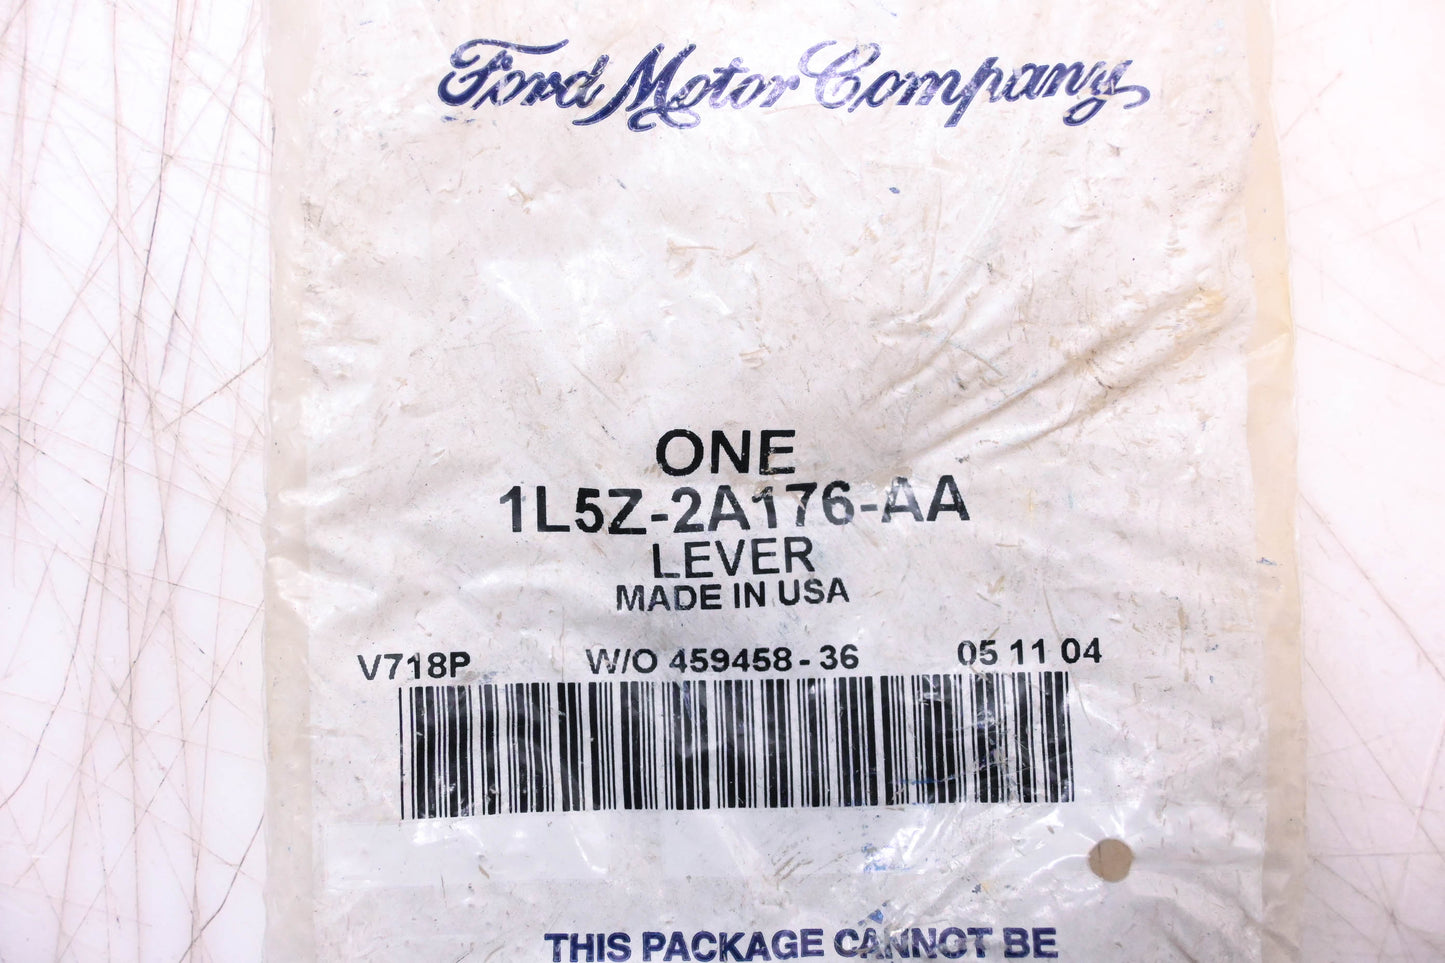 Ford Motor Company
ONE
1L5Z-2A176-AA
LEVER
MADE IN USA
V718P W/O 459458-36 05 11 04
THIS PACKAGE CANNOT BE